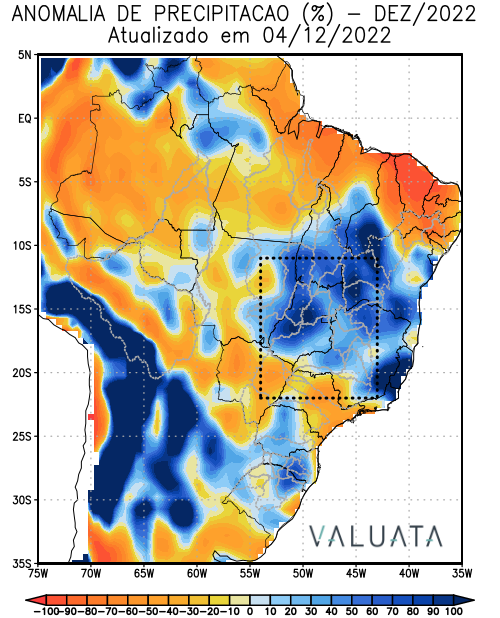 ANOMALIA DE PRECIPITACAO (%) – DEZ/2022
Atualizado em 04/12/2022
5N
EQ
5S
10S
15S
20S
25S
30S
35S
75W 70W 65W 60W 55W 50W 45W 40W 35W
VALUATA
-100 -90 -80 -70 -60 -50 -40 -30 -20 -10 0 10 20 30 40 50 60 70 80 90 100